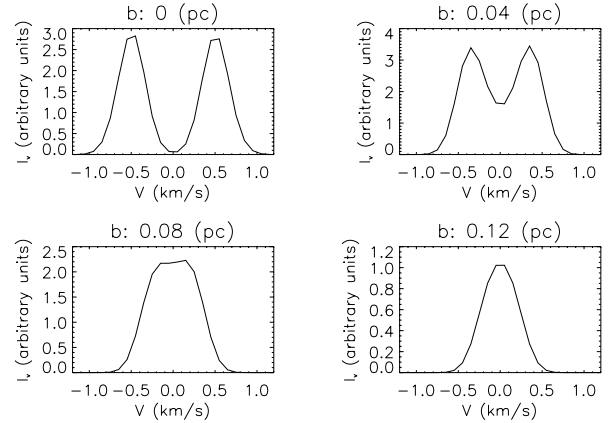 b: 0 (pc)
3.0
2.5
2.0
1.5
1.0
0.5
0.0
Iν (arbitrary units)
−1.0 −0.5 0.0 0.5 1.0
V (km/s)
b: 0.04 (pc)
4
3
2
1
0
Iν (arbitrary units)
−1.0 −0.5 0.0 0.5 1.0
V (km/s)
b: 0.08 (pc)
2.5
2.0
1.5
1.0
0.5
0.0
Iν (arbitrary units)
−1.0 −0.5 0.0 0.5 1.0
V (km/s)
b: 0.12 (pc)
1.2
1.0
0.8
0.6
0.4
0.2
0.0
Iν (arbitrary units)
−1.0 −0.5 0.0 0.5 1.0
V (km/s)